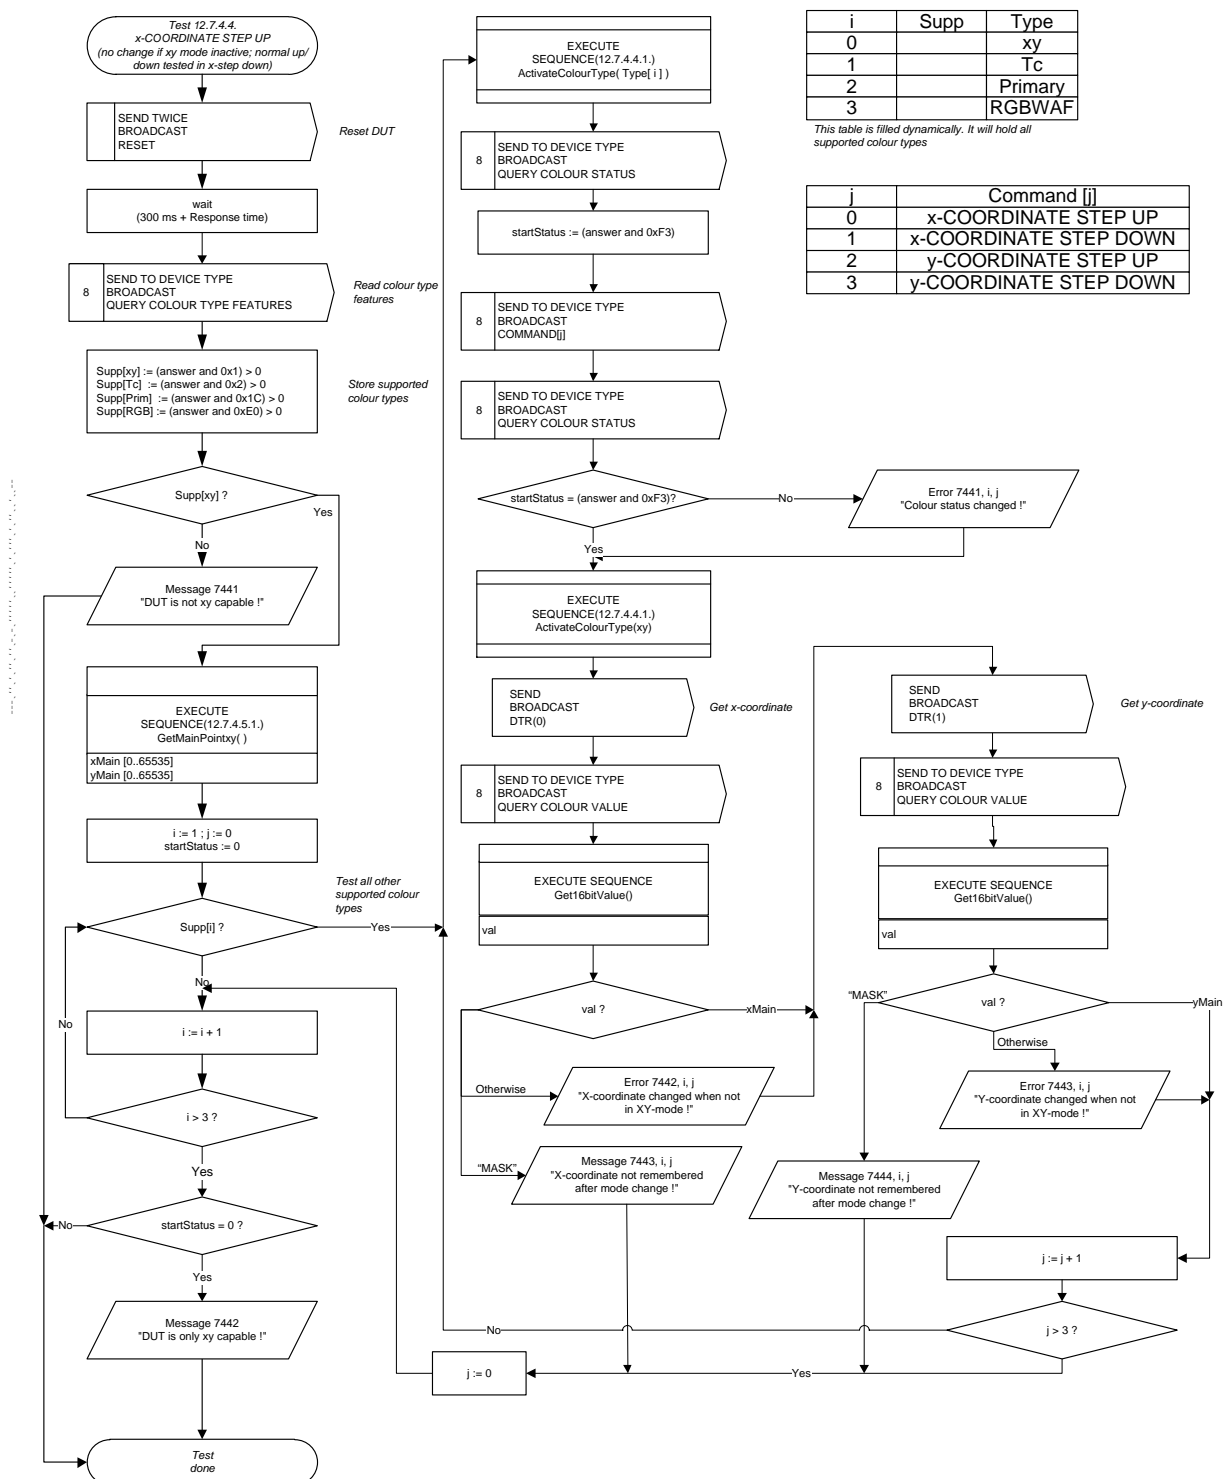 Test 12.7.4.4.
x-COORDINATE STEP UP
(no change if xy mode inactive; normal up/
down tested in x-step down)
SEND TWICE
BROADCAST
RESET
Reset DUT
wait
(300 ms + Response time)
8
SEND TO DEVICE TYPE
BROADCAST
QUERY COLOUR TYPE FEATURES
Read colour type
features
Supp[xy] := (answer and 0x1) > 0
Supp[Tc] := (answer and 0x2) > 0
Supp[Prim] := (answer and 0x1C) > 0
Supp[RGB] := (answer and 0xE0) > 0
Store supported
colour types
Supp[xy] ?
Yes
No
Message 7441
"DUT is not xy capable !"
EXECUTE
SEQUENCE(12.7.4.5.1.)
GetMainPointxy( )
xMain [0..65535]
yMain [0..65535]
i := 1 ; j := 0
startStatus := 0
Test all other
supported colour
types
Supp[i] ?
Yes
No
i := i + 1
No
i > 3 ?
Yes
startStatus = 0 ?
No
Yes
Message 7442
"DUT is only xy capable !"
Test
done
EXECUTE
SEQUENCE(12.7.4.4.1.)
ActivateColourType( Type[ i ] )
8
SEND TO DEVICE TYPE
BROADCAST
QUERY COLOUR STATUS
startStatus := (answer and 0xF3)
8
SEND TO DEVICE TYPE
BROADCAST
COMMAND[j]
8
SEND TO DEVICE TYPE
BROADCAST
QUERY COLOUR STATUS
startStatus = (answer and 0xF3)?
No
Error 7441, i, j
"Colour status changed !"
Yes
EXECUTE
SEQUENCE(12.7.4.4.1.)
ActivateColourType(xy)
SEND
BROADCAST
DTR(0)
Get x-coordinate
8
SEND TO DEVICE TYPE
BROADCAST
QUERY COLOUR VALUE
EXECUTE SEQUENCE
Get16bitValue()
val
val ?
xMain
Otherwise
Error 7442, i, j
"X-coordinate changed when not
in XY-mode !"
“MASK”
Message 7443, i, j
"X-coordinate not remembered
after mode change !"
SEND
BROADCAST
DTR(1)
Get y-coordinate
8
SEND TO DEVICE TYPE
BROADCAST
QUERY COLOUR VALUE
EXECUTE SEQUENCE
Get16bitValue()
val
“MASK”
val ?
yMain
Otherwise
Error 7443, i, j
"Y-coordinate changed when not
in XY-mode !"
Message 7444, i, j
"Y-coordinate not remembered
after mode change !"
j := j + 1
j > 3 ?
No
Yes
j := 0
i Supp Type
0 xy
1 Tc
2 Primary
3 RGBWAF
This table is filled dynamically. It will hold all
supported colour types
j Command [j]
0 x-COORDINATE STEP UP
1 x-COORDINATE STEP DOWN
2 y-COORDINATE STEP UP
3 y-COORDINATE STEP DOWN